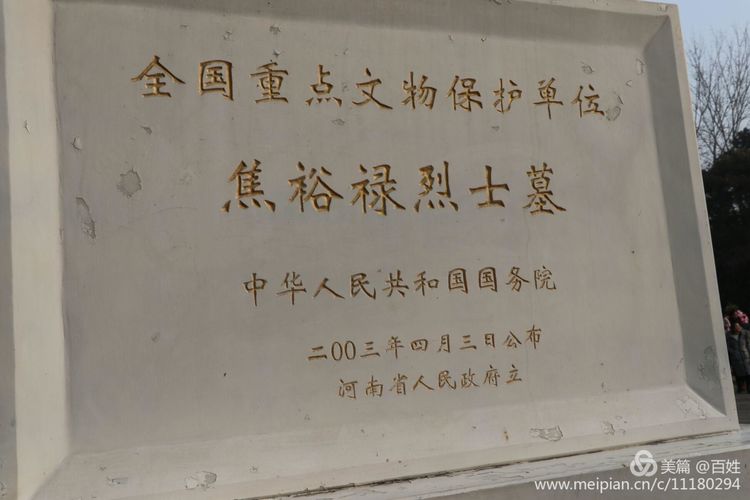 全国重点文物保护单位
焦裕禄烈士墓
中华人民共和国国务院
二〇〇三年四月三日公布
河南省人民政府立
美篇 @百姓
www.meipian.cn/c/11180294